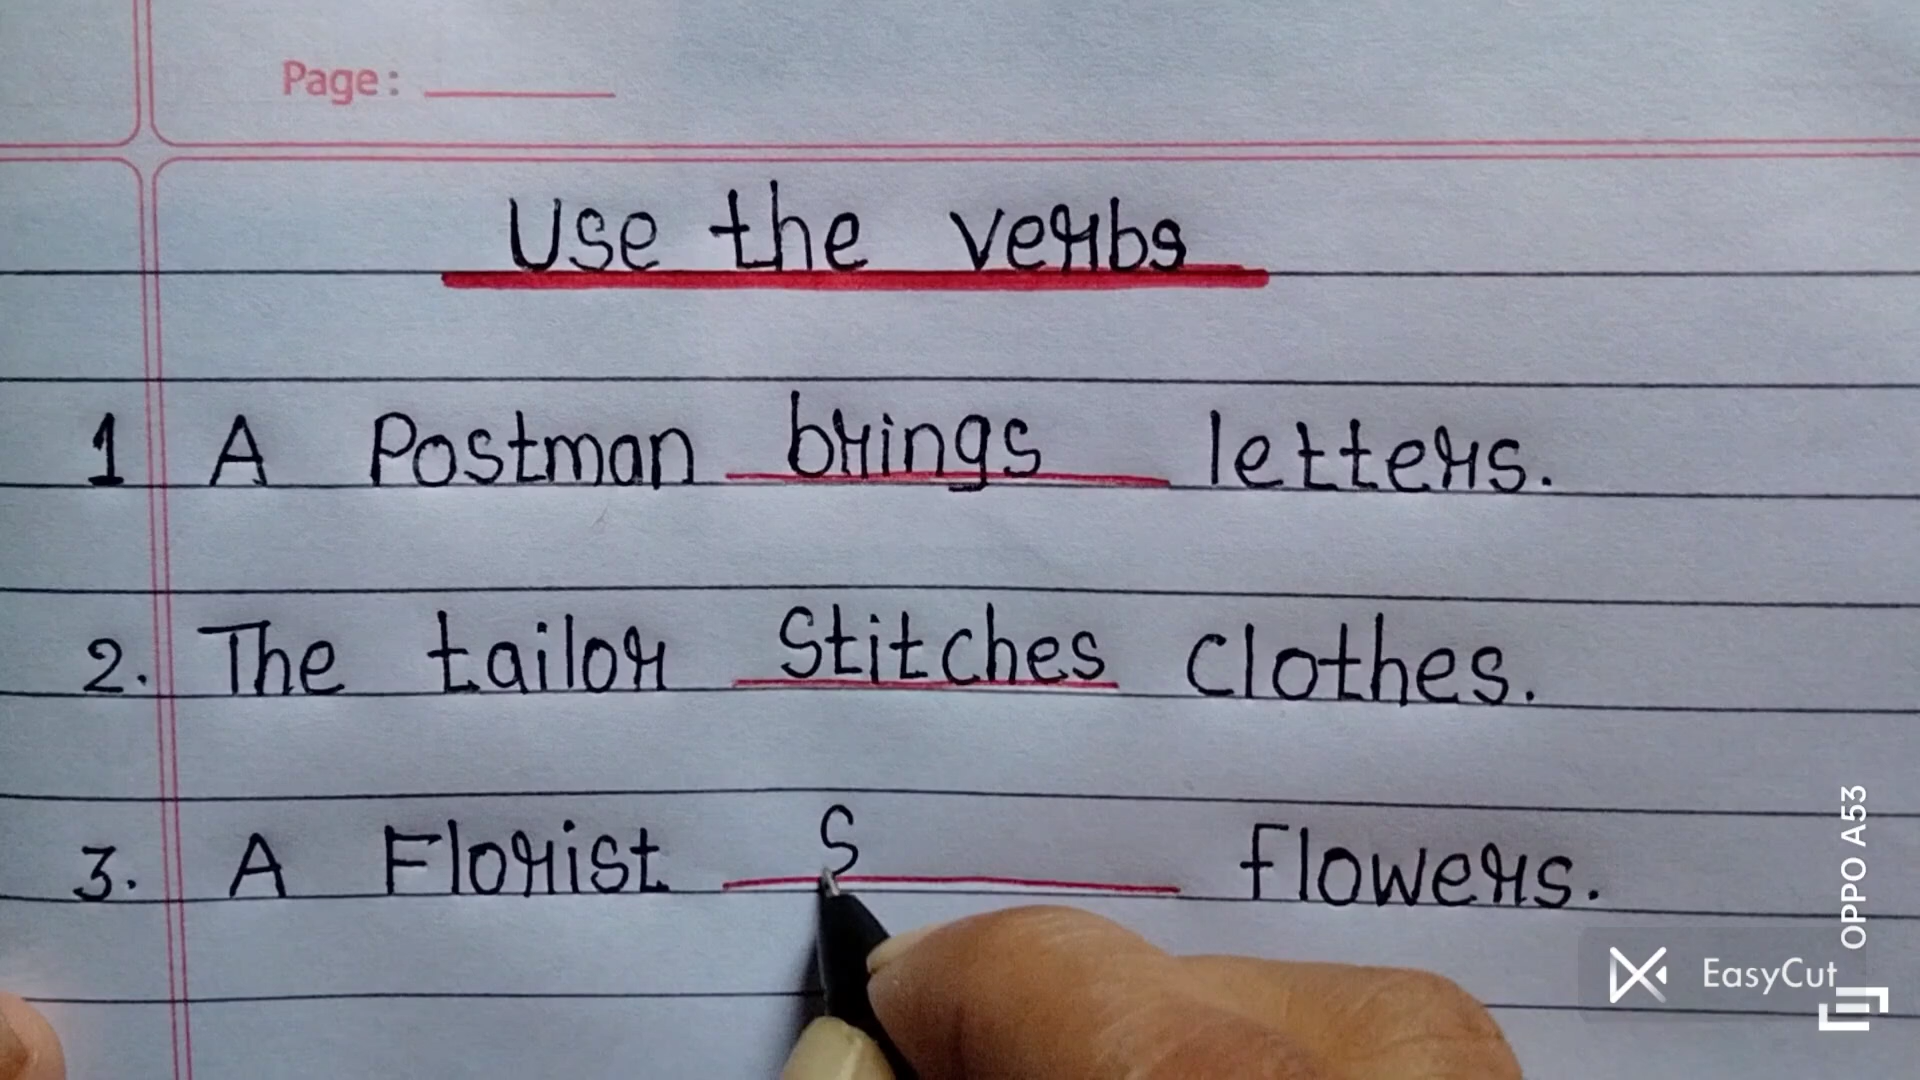 Page:
Use the verbs
1 A Postman brings letters.
2. The tailor Stitches clothes.
3. A Florist S flowers.
OPPO A53
EasyCut